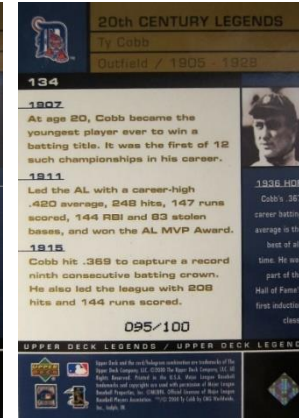 20th CENTURY LEGENDS
Ty Cobb
Outfield / 1905 - 1928
134
1907
At age 20, Cobb became the
youngest player ever to win a
batting title. It was the first of 12
such championships in his career.
1911
Led the AL with a career-high
.420 average, 248 hits, 147 runs
scored, 144 RBI and 83 stolen
bases, and won the AL MVP Award.
1915
Cobb hit .369 to capture a record
ninth consecutive batting crown.
He also led the league with 208
hits and 144 runs scored.
095/100
1936 HO
Cobb's .36
career battin
average is th
best of al
time. He wa
part of th
Hall of Fame'
first induction
class
UPPER DECK LEGENDS UPPER DECK LEGEN